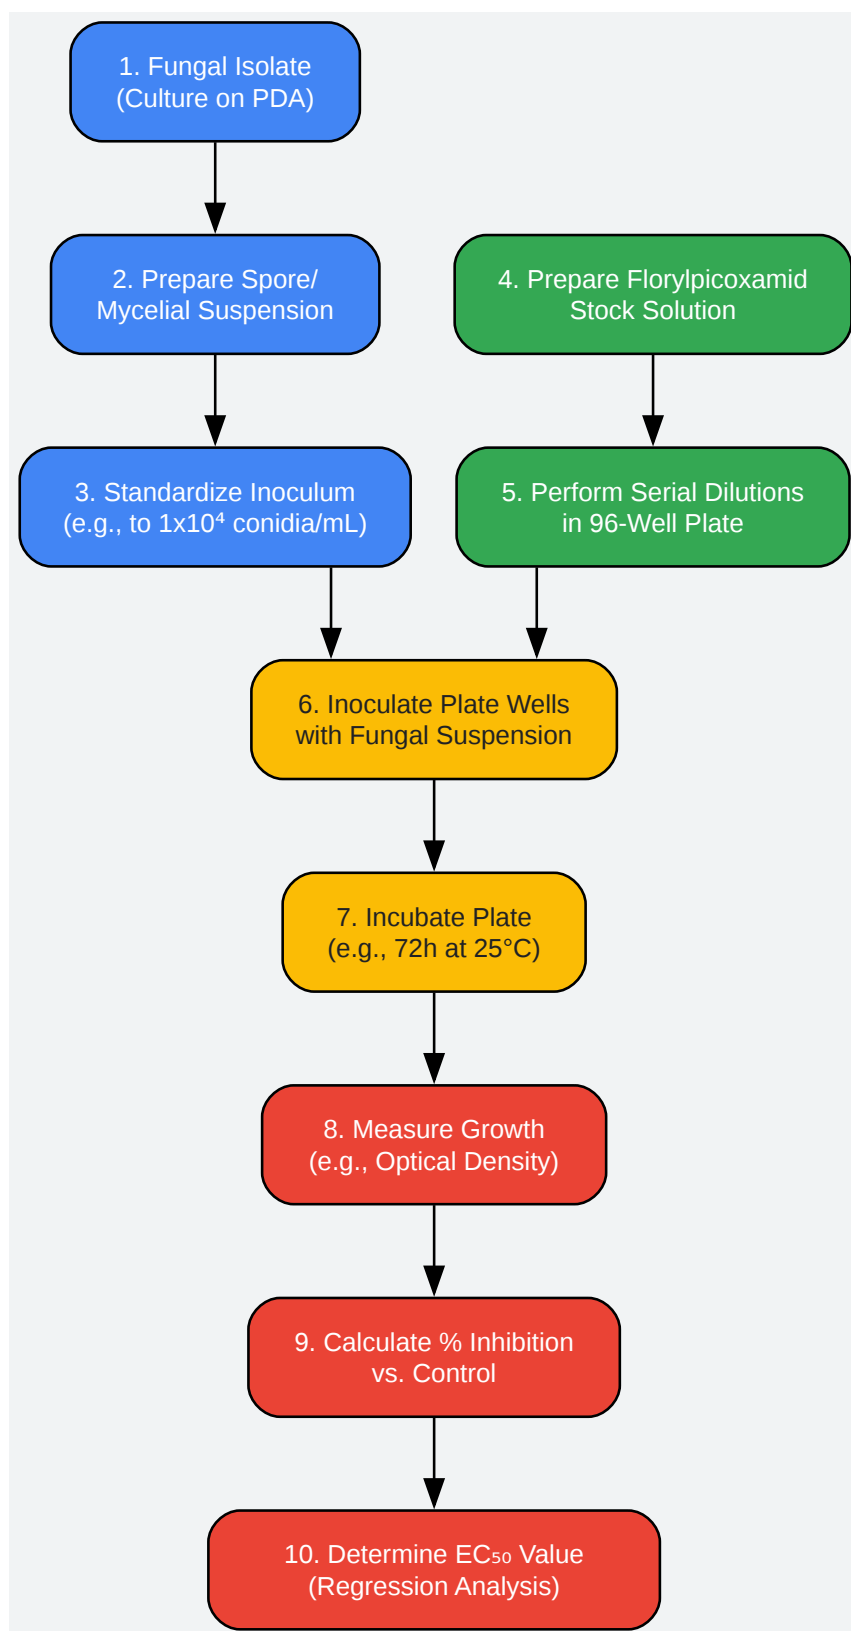 1. Fungal Isolate
(Culture on PDA)
2. Prepare Spore/
Mycelial Suspension
4. Prepare Florylpicoxamid
Stock Solution
3. Standardize Inoculum
(e.g., to 1x10⁴ conidia/mL)
5. Perform Serial Dilutions
in 96-Well Plate
6. Inoculate Plate Wells
with Fungal Suspension
7. Incubate Plate
(e.g., 72h at 25°C)
8. Measure Growth
(e.g., Optical Density)
9. Calculate % Inhibition
vs. Control
10. Determine EC₅₀ Value
(Regression Analysis)